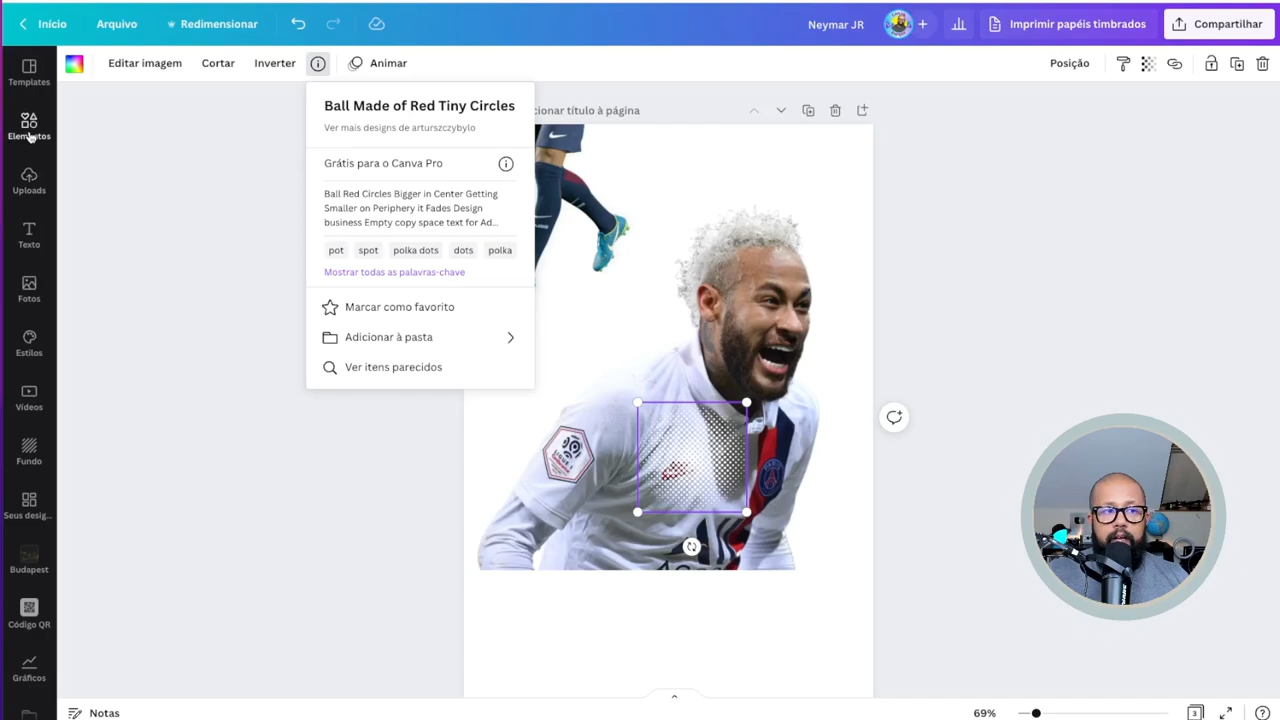 Início
Arquivo
Redimensionar
Neymar JR
Imprimir papéis timbrados
Compartilhar
Editar imagem
Cortar
Inverter
Animar
Posição
Templates
Elementos
Uploads
Texto
Fotos
Estilos
Vídeos
Fundo
Seus desig...
Budapest
Código QR
Gráficos
Ball Made of Red Tiny Circles
Ver mais designs de arturszczybylo
Grátis para o Canva Pro
Ball Red Circles Bigger in Center Getting
Smaller on Periphery it Fades Design
business Empty copy space text for Ad...
pot spot polka dots dots polka
Mostrar todas as palavras-chave
Marcar como favorito
Adicionar à pasta
Ver itens parecidos
cionar título à página
LIGUE 1
PARIS
Notas
69%
3